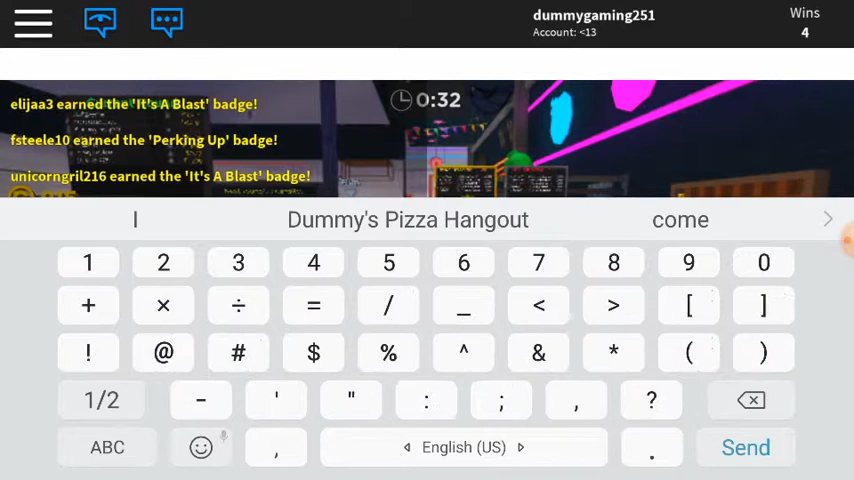 dummygaming251
Account: <13
Wins
4
elijaa3 earned the 'It's A Blast' badge!
fsteele10 earned the 'Perking Up' badge!
unicorngril216 earned the 'It's A Blast' badge!
0:32
I Dummy's Pizza Hangout come
1 2 3 4 5 6 7 8 9 0
+ × ÷ = / _ < > [ ]
! @ # $ % ^ & * ( )
1/2 - ' " : ; , ?
ABC , English (US) . Send